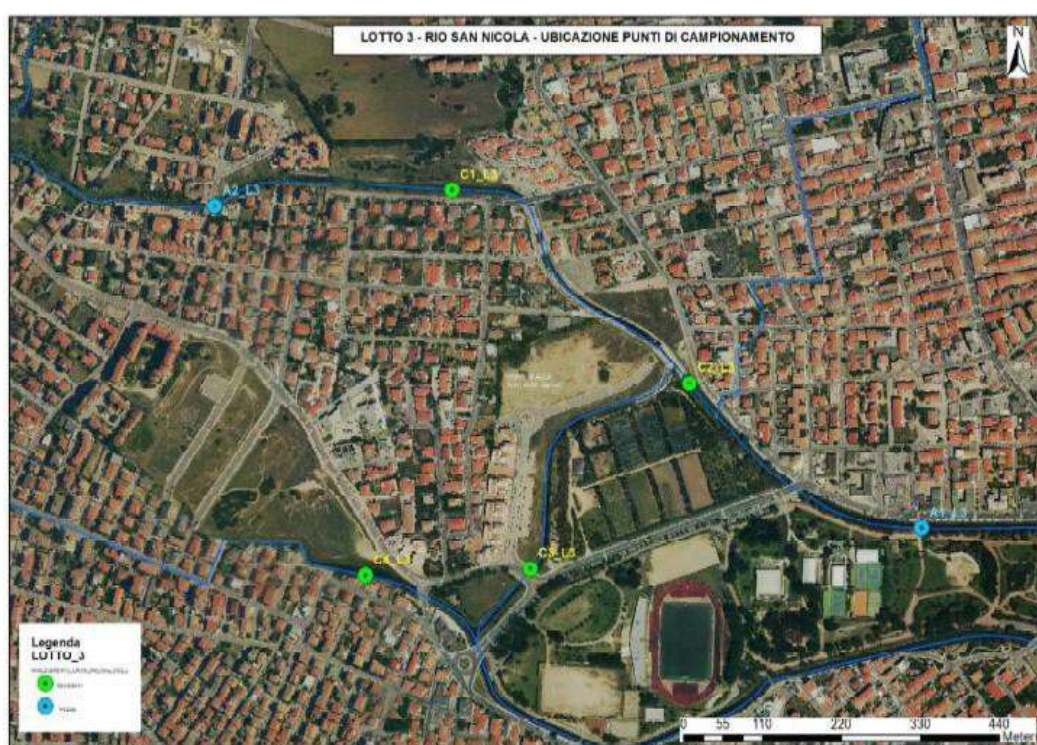 LOTTO 3 - RIO SAN NICOLA - UBICAZIONE PUNTI DI CAMPIONAMENTO
N
C1_L3
A2_L3
C2_L3
A1_L3
C3_L3
C4_L3
Legenda
LOTTO_3
0 55 110 220 330 440
Meter